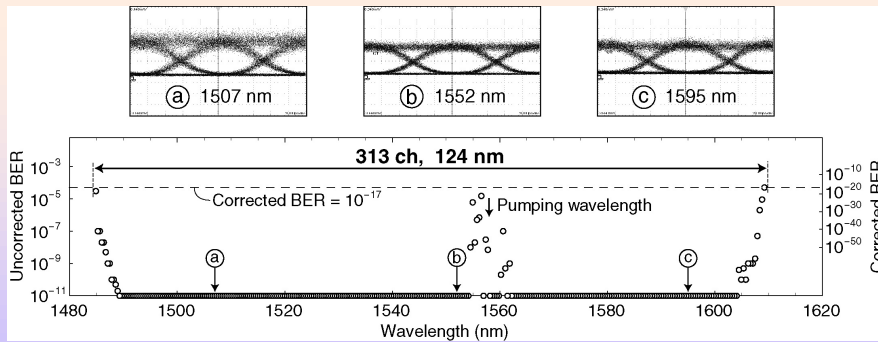 ⓐ 1507 nm
ⓑ 1552 nm
ⓒ 1595 nm
313 ch, 124 nm
Corrected BER = 10⁻¹⁷
Pumping wavelength
ⓐ
ⓑ
ⓒ
Uncorrected BER
10⁻³
10⁻⁵
10⁻⁷
10⁻⁹
10⁻¹¹
10⁻¹⁰
10⁻²⁰
10⁻³⁰
10⁻⁴⁰
10⁻⁵⁰
Corrected BER
1480 1500 1520 1540 1560 1580 1600 1620
Wavelength (nm)